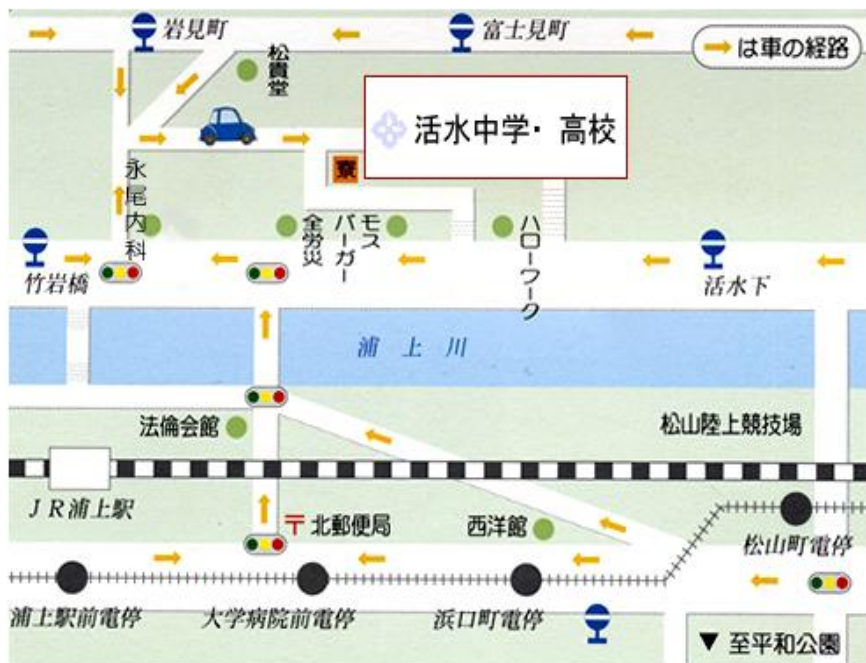 岩見町
富士見町
は車の経路
松貴堂
活水中学・ 高校
寮
永尾内科
全労災
モス
バーガー
ハローワーク
竹岩橋
活水下
浦上川
法倫会館
松山陸上競技場
JR浦上駅
〒北郵便局
西洋館
松山町電停
浦上駅前電停
大学病院前電停
浜口町電停
▼ 至平和公園